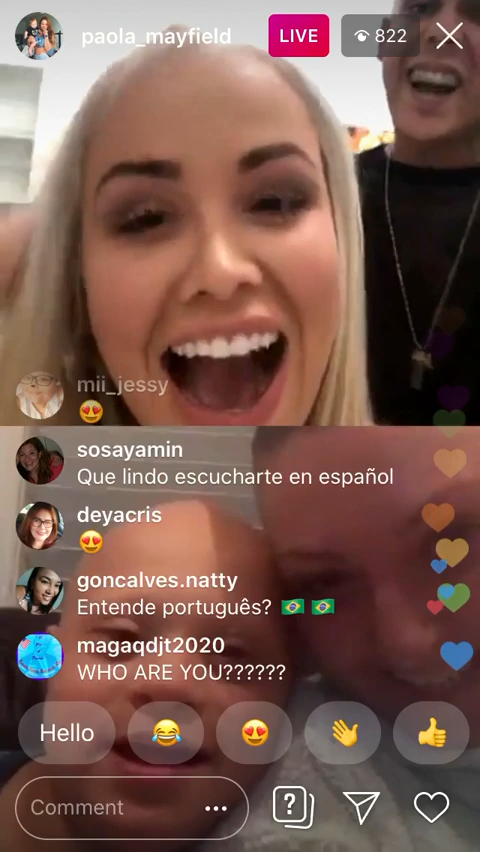 paola_mayfield LIVE 822
mii_jessy
😍
sosayamin
Que lindo escucharte en español
deyacris
😍
goncalves.natty
Entende português? 🇧🇷 🇧🇷
magaqdjt2020
WHO ARE YOU??????
Hello 😂 😍 👋 👍
Comment